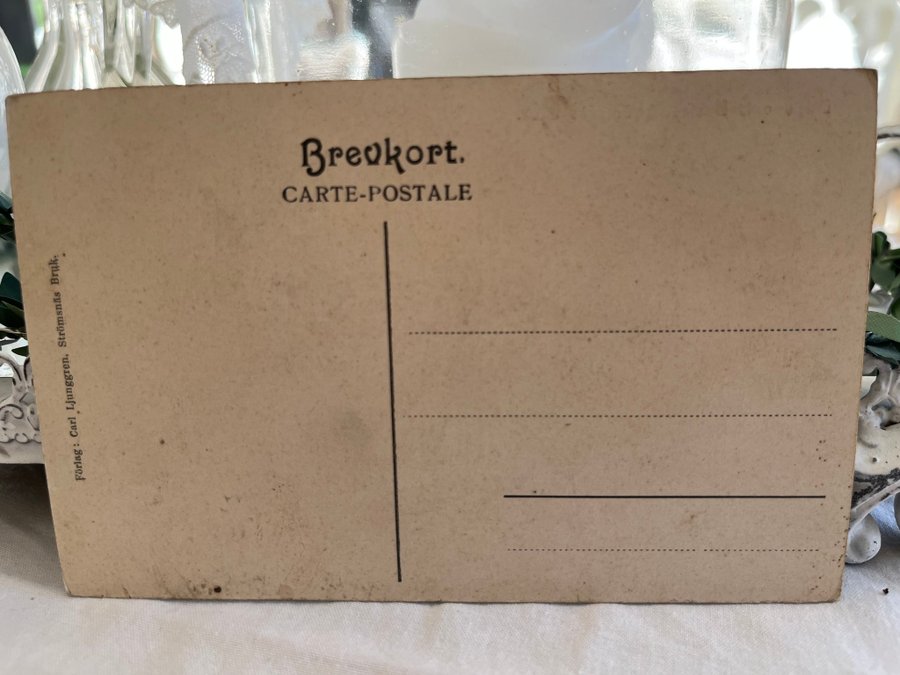 Brevkort.
CARTE-POSTALE
Förlag: Carl Ljunggren, Strömsnäs Bruk.